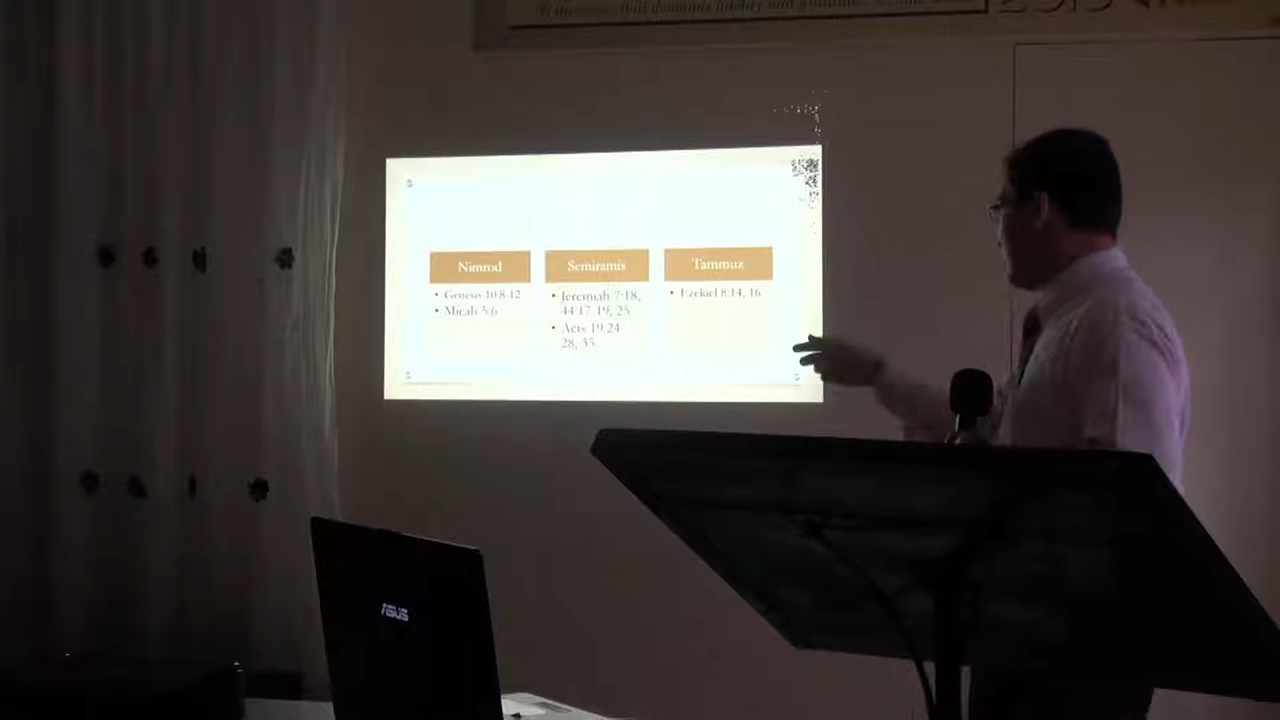 Nimrod
• Genesis 10:8-12
• Micah 5:6
Semiramis
• Jeremiah 7:18,
44:17-19, 25
• Acts 19:24-
28, 35.
Tammuz
• Ezekiel 8:14, 16
ASUS